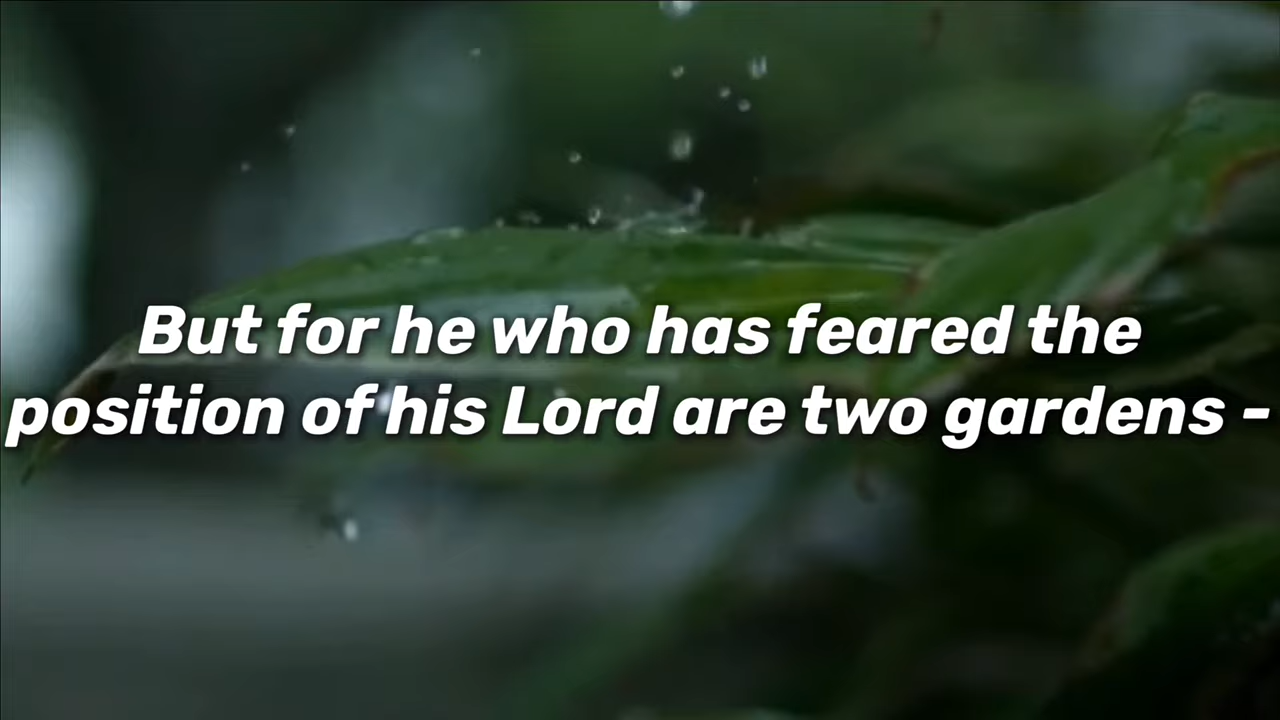 But for he who has feared the
position of his Lord are two gardens -